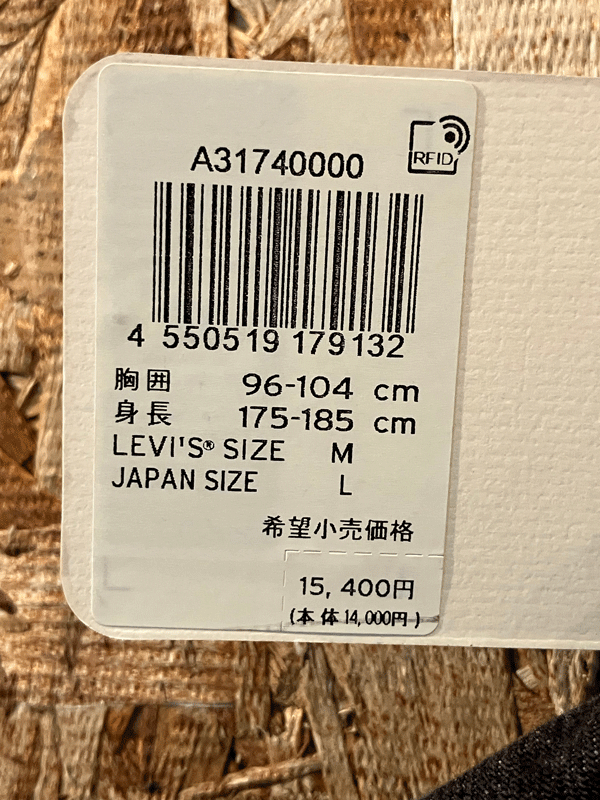 RFID
A31740000
4 550519 179132
胸囲 96-104 cm
身長 175-185 cm
LEVI'S® SIZE M
JAPAN SIZE L
希望小売価格
15,400円
(本体14,000円)